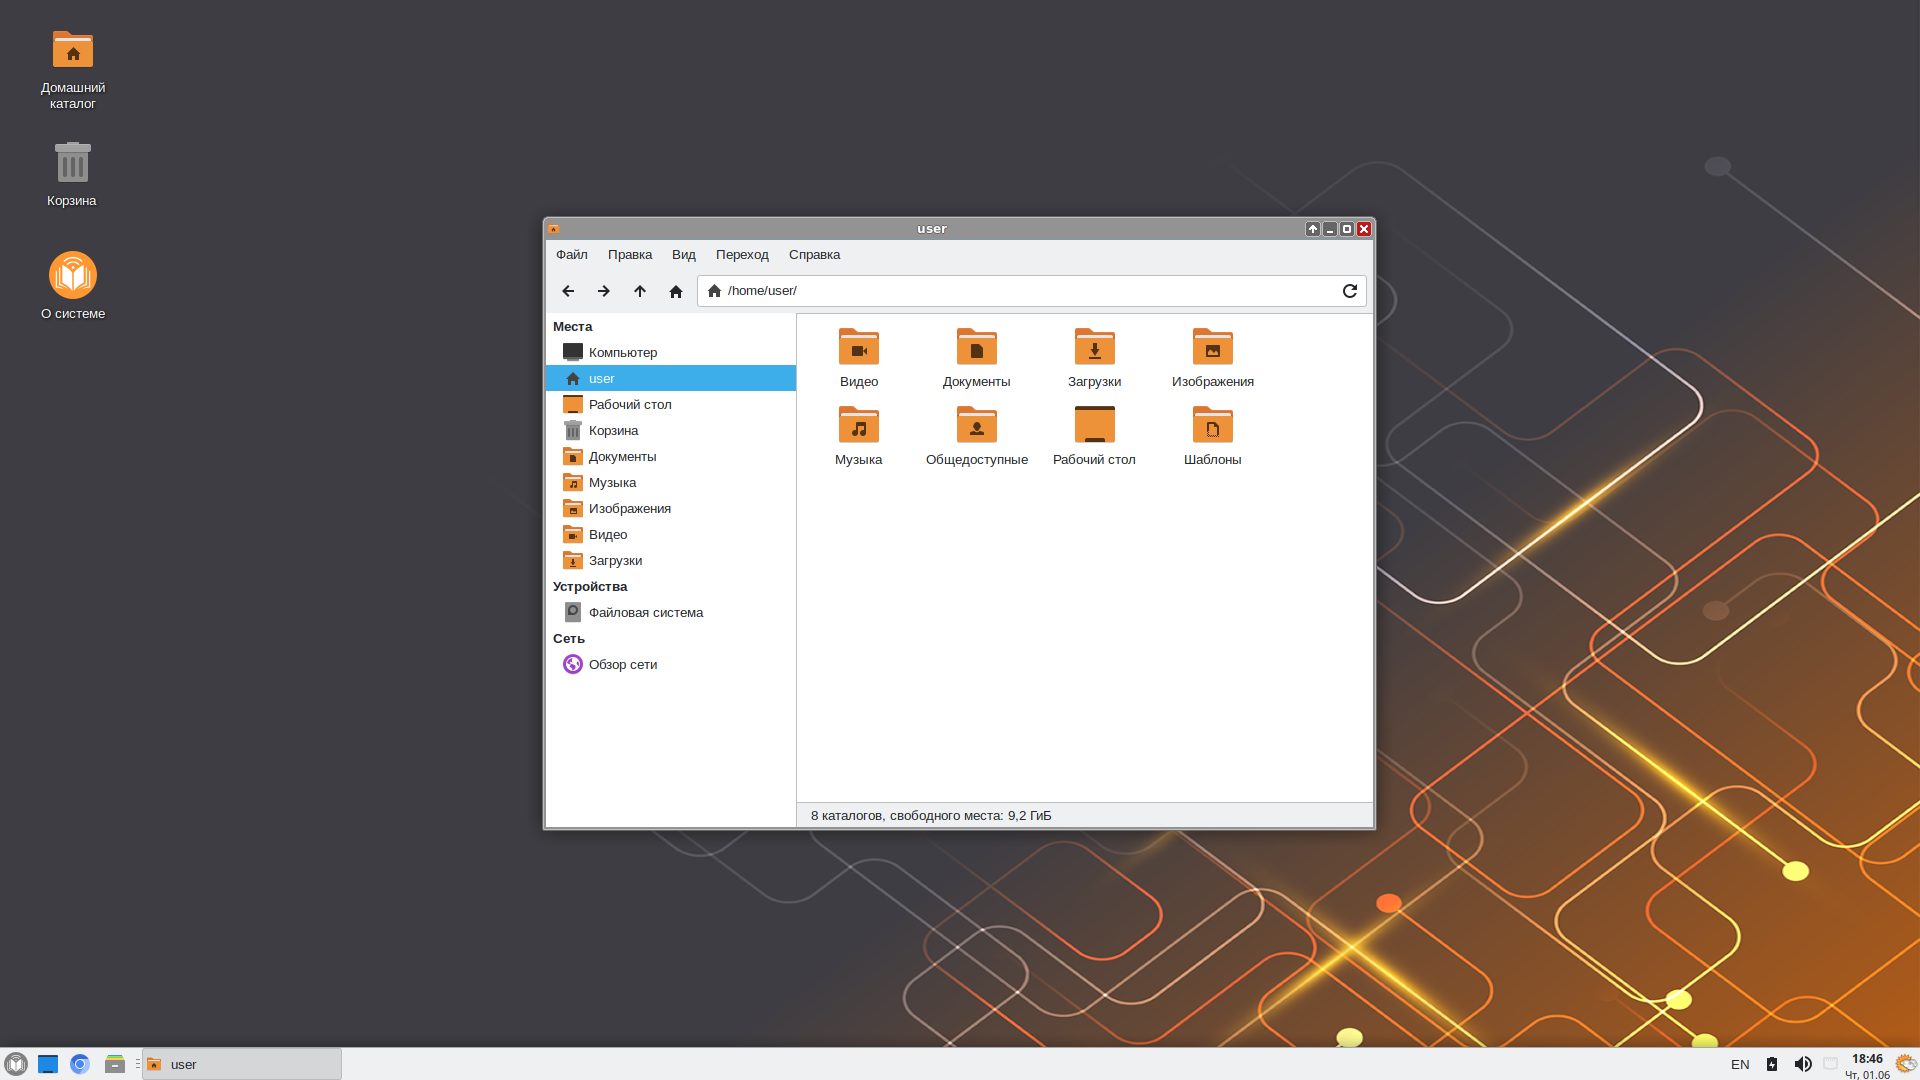 Домашний
каталог
Корзина
О системе
user
Файл Правка Вид Переход Справка
/home/user/
Места
Компьютер
user
Рабочий стол
Корзина
Документы
Музыка
Изображения
Видео
Загрузки
Устройства
Файловая система
Сеть
Обзор сети
Видео Документы Загрузки Изображения
Музыка Общедоступные Рабочий стол Шаблоны
8 каталогов, свободного места: 9,2 ГиБ
user
EN
18:46
Чт, 01.06